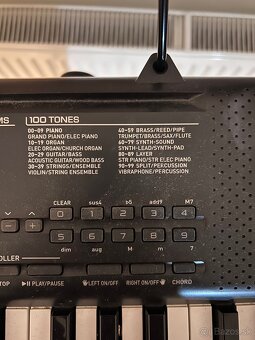 MS
100 TONES
00-09 PIANO
GRAND PIANO/ELEC PIANO
10-19 ORGAN
ELEC ORGAN/CHURCH ORGAN
20-29 GUITAR/BASS
ACOUSTIC GUITAR/WOOD BASS
30-39 STRINGS/ENSEMBLE
VIOLIN/STRING ENSEMBLE
40-59 BRASS/REED/PIPE
TRUMPET/BRASS/SAX/FLUTE
60-79 SYNTH-SOUND
SYNTH-LEAD/SYNTH-PAD
80-89 LAYER
STR PIANO/STR ELEC PIANO
90-99 SPLIT/PERCUSSION
VIBRAPHONE/PERCUSSION
CLEAR sus4 b5 add9 M7
0 1 2 3 4
- + 5 6 7 8 9
dim aug m m7 7
OLLER
PLAY/PAUSE LEFT ON/OFF RIGHT ON/OFF CHORD